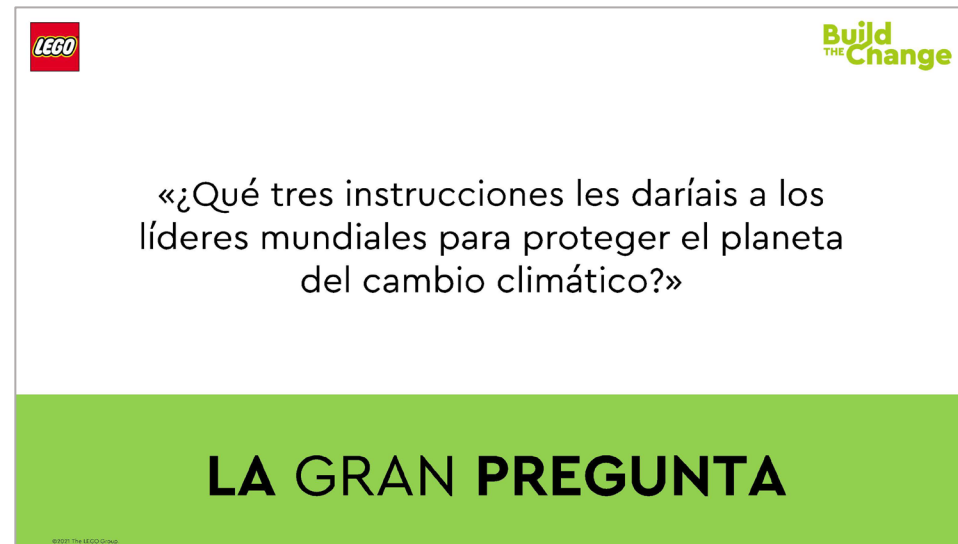 LEGO
Build
THE Change
«¿Qué tres instrucciones les daríais a los
líderes mundiales para proteger el planeta
del cambio climático?»
LA GRAN PREGUNTA
©2021 The LEGO Group.